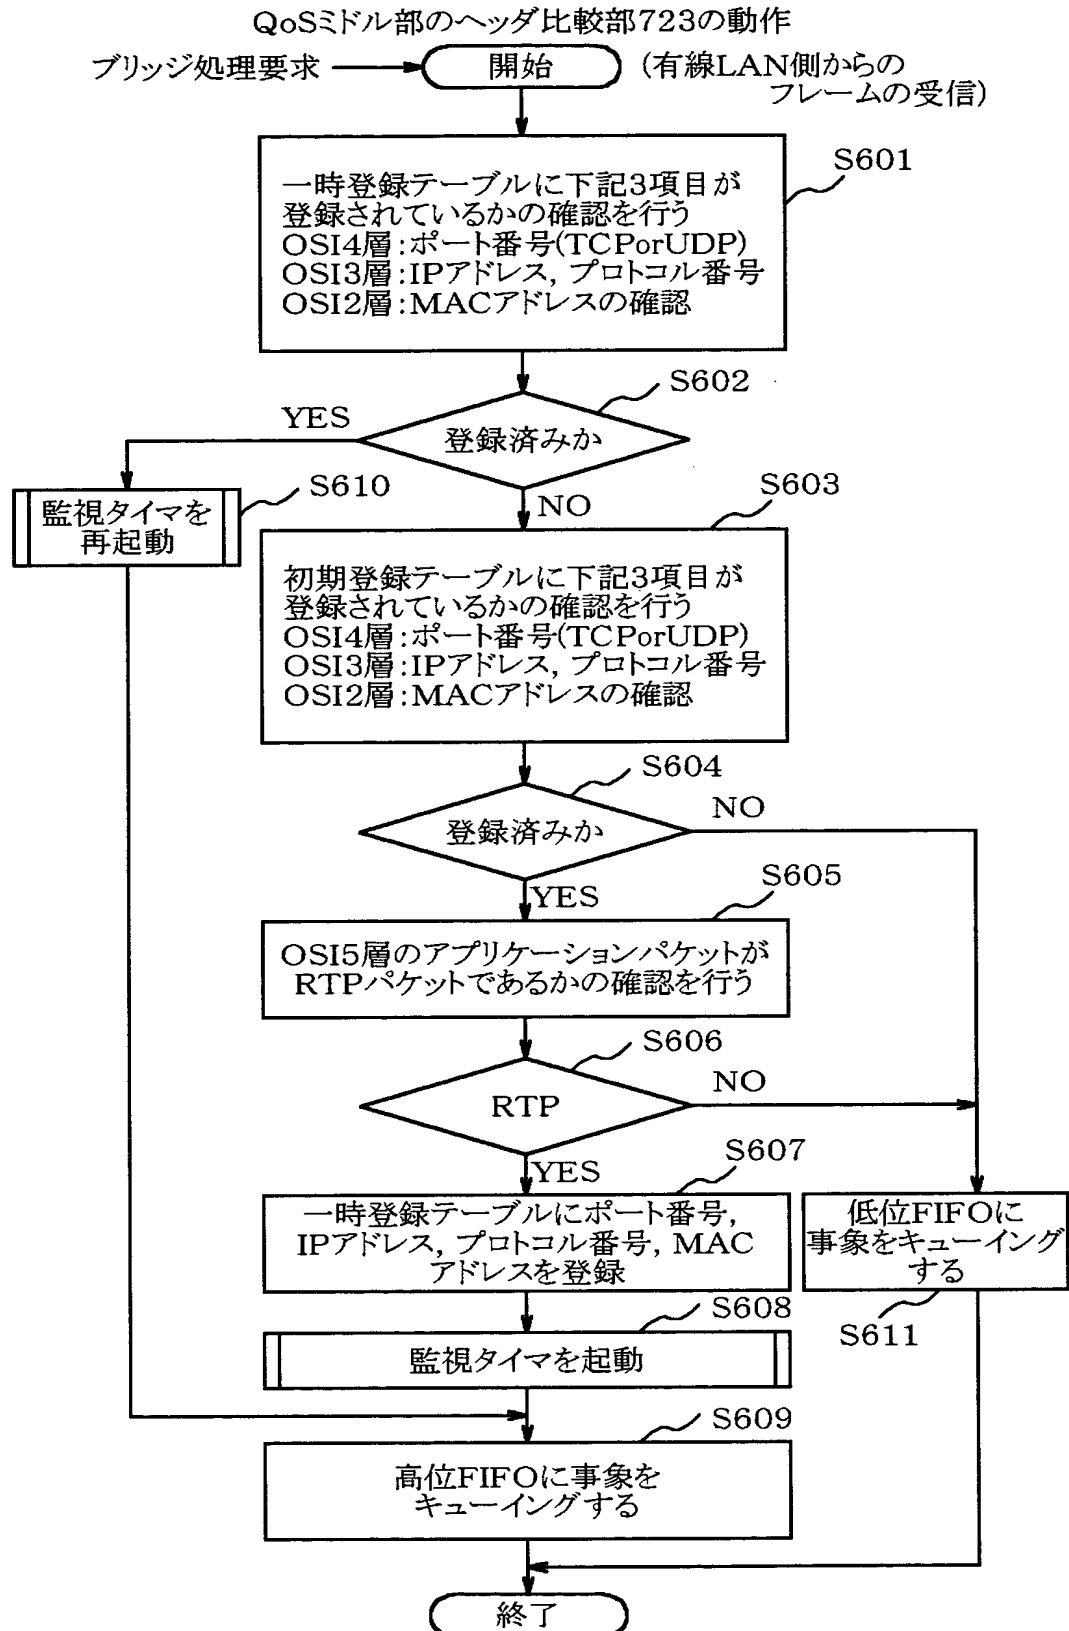 QoSミドル部のヘッダ比較部723の動作
ブリッジ処理要求
開始
(有線LAN側からの
フレームの受信)
S601
一時登録テーブルに下記3項目が
登録されているかの確認を行う
OSI4層:ポート番号(TCPorUDP)
OSI3層:IPアドレス, プロトコル番号
OSI2層:MACアドレスの確認
S602
YES
登録済みか
S610
NO
S603
監視タイマを
再起動
初期登録テーブルに下記3項目が
登録されているかの確認を行う
OSI4層:ポート番号(TCPorUDP)
OSI3層:IPアドレス, プロトコル番号
OSI2層:MACアドレスの確認
S604
NO
登録済みか
YES
S605
OSI5層のアプリケーションパケットが
RTPパケットであるかの確認を行う
S606
NO
RTP
YES
S607
一時登録テーブルにポート番号,
IPアドレス, プロトコル番号, MAC
アドレスを登録
低位FIFOに
事象をキューイング
する
S608
S611
監視タイマを起動
S609
高位FIFOに事象を
キューイングする
終了